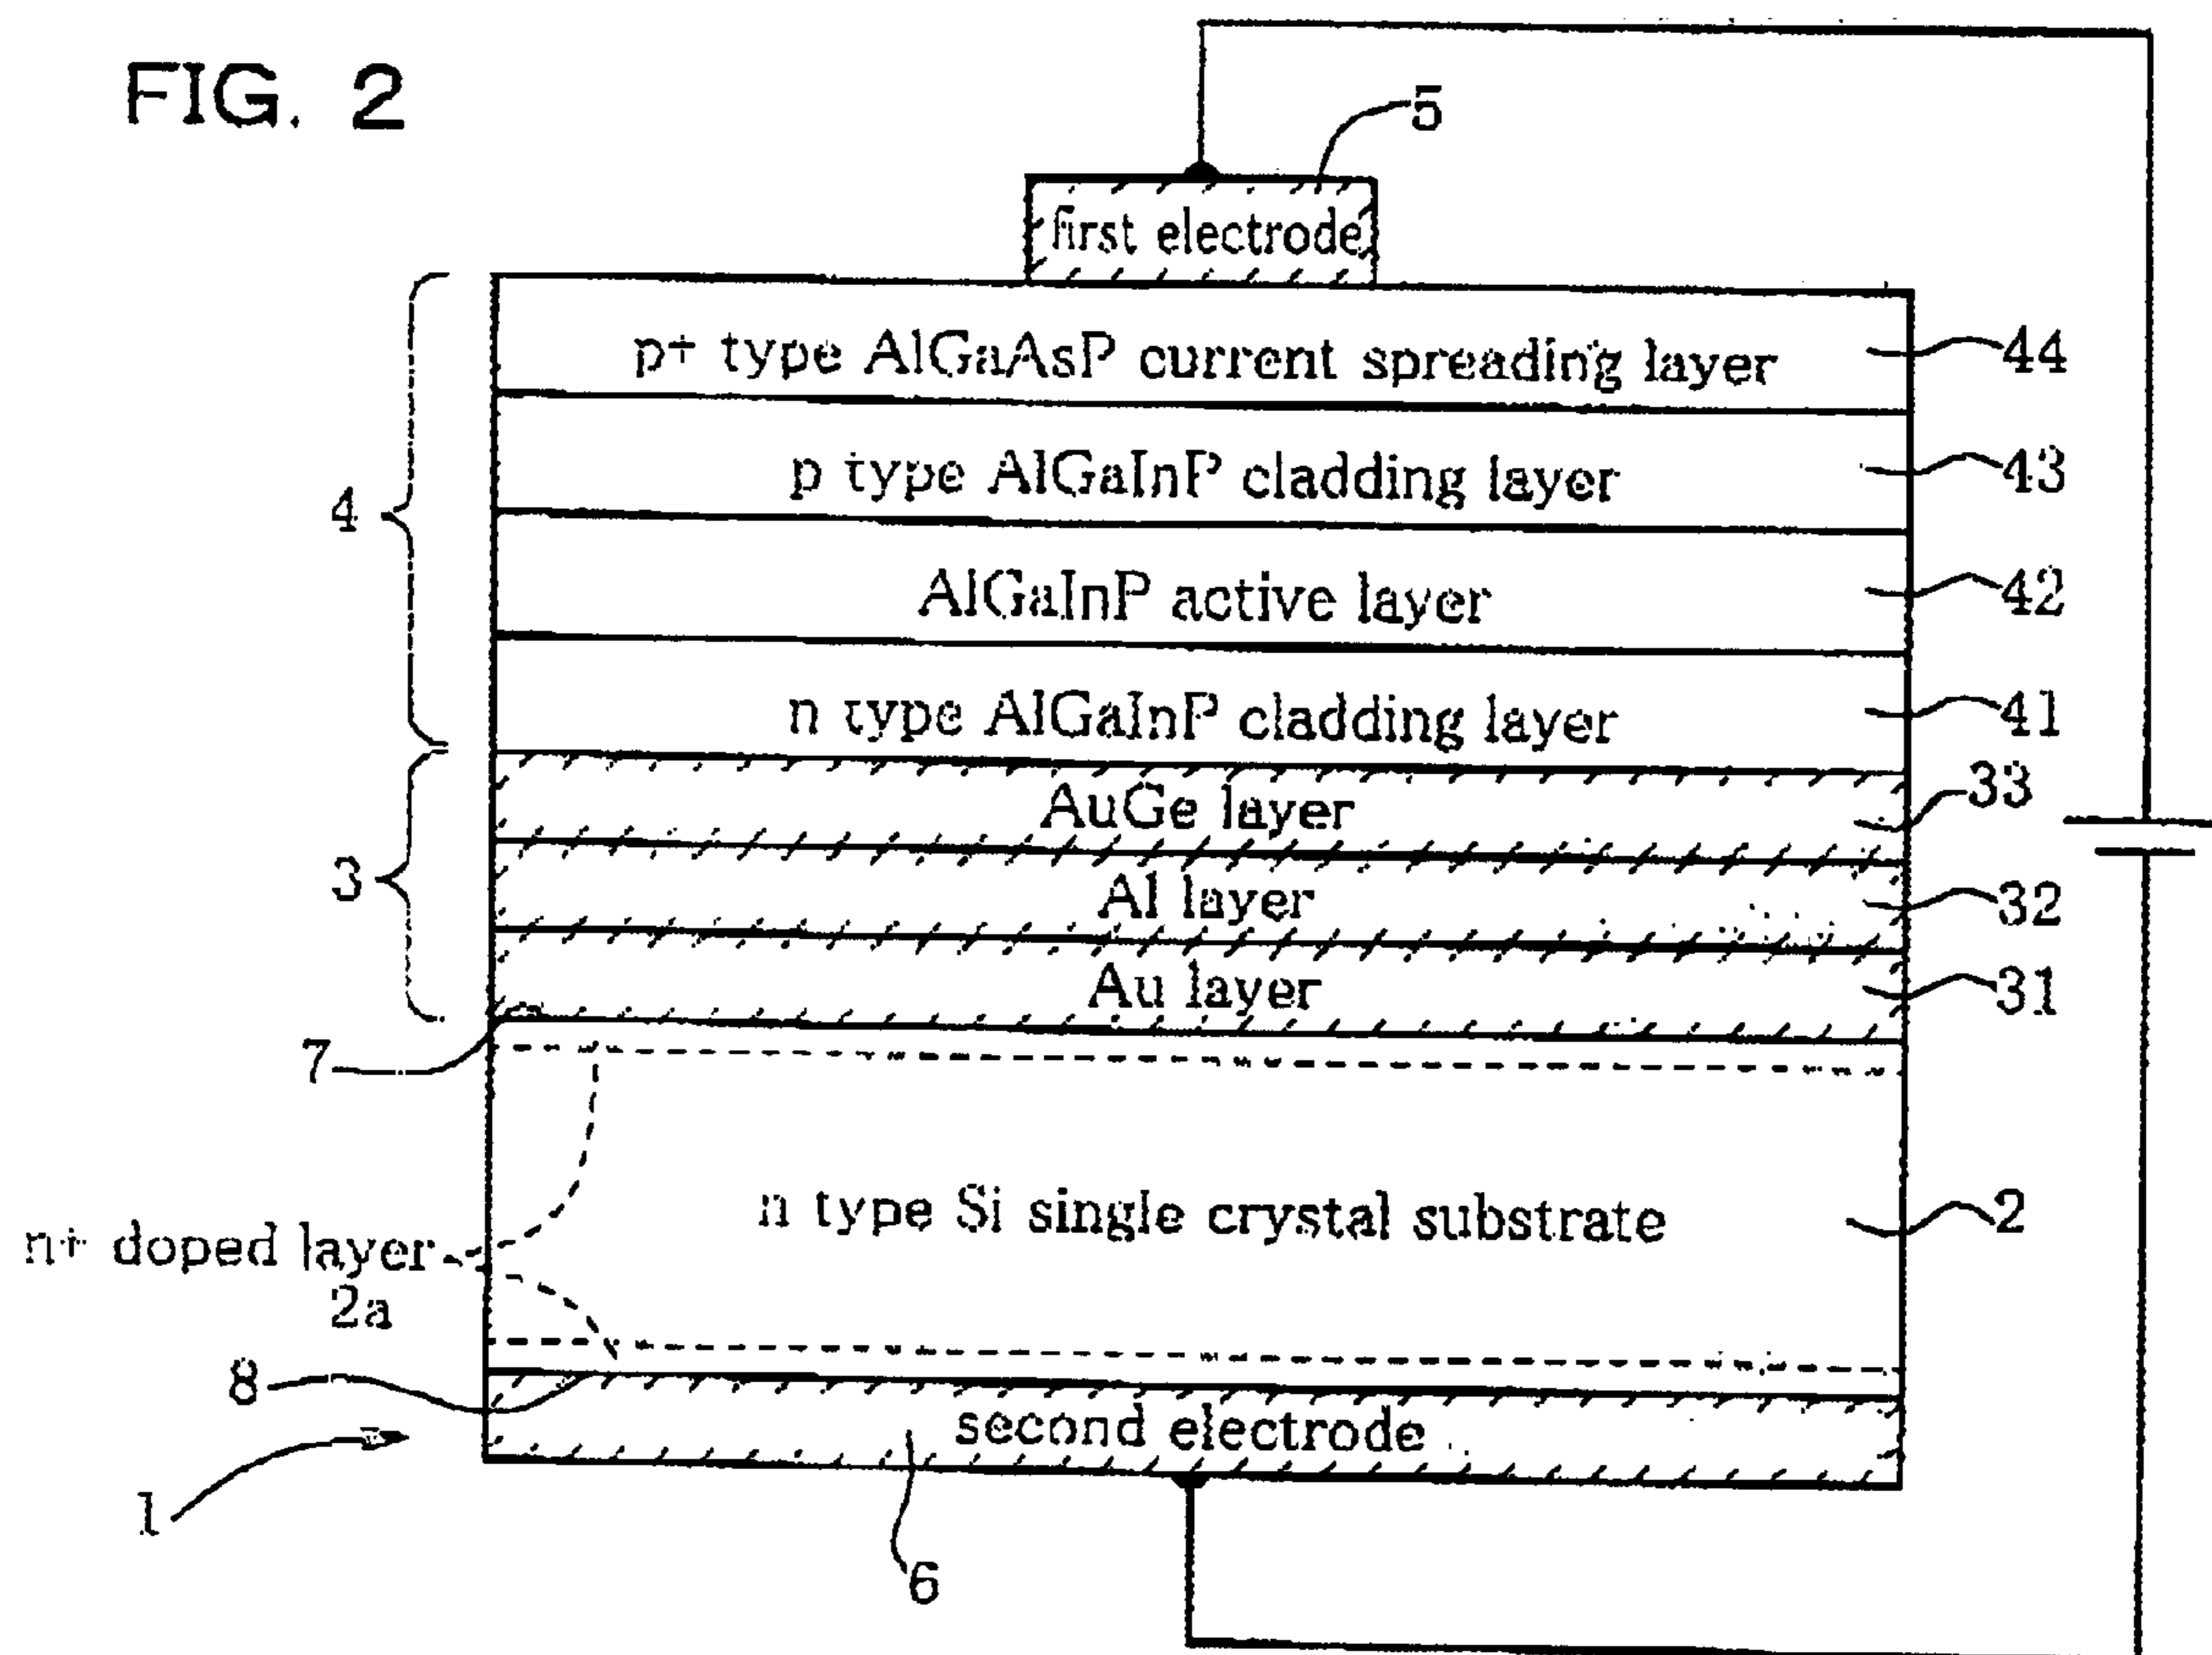 FIG. 2
5
first electrode
p+ type AlGaAsP current spreading layer
44
p type AlGaInP cladding layer
43
4
AlGaInP active layer
42
n type AlGaInP cladding layer
41
AuGe layer
33
3
Al layer
32
Au layer
31
7
n type Si single crystal substrate
2
n+ doped layer
2a
8
second electrode
1
6